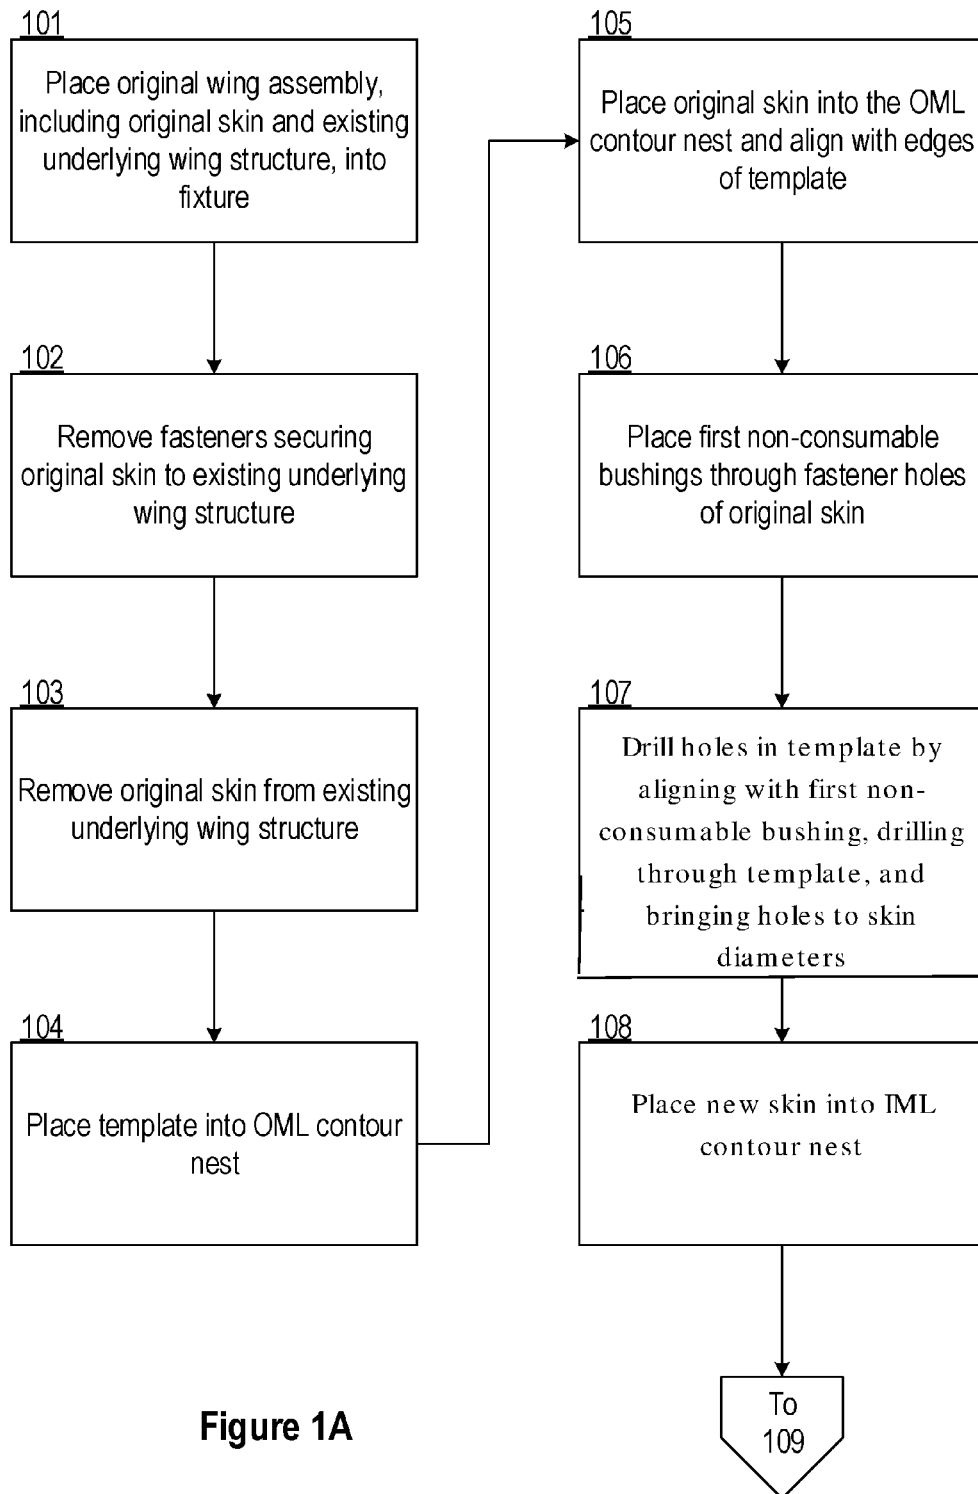 101
Place original wing assembly,
including original skin and existing
underlying wing structure, into
fixture
102
Remove fasteners securing
original skin to existing underlying
wing structure
103
Remove original skin from existing
underlying wing structure
104
Place template into OML contour
nest
105
Place original skin into the OML
contour nest and align with edges
of template
106
Place first non-consumable
bushings through fastener holes
of original skin
107
Drill holes in template by
aligning with first non-
consumable bushing, drilling
through template, and
bringing holes to skin
diameters
108
Place new skin into IML
contour nest
To
109
Figure 1A